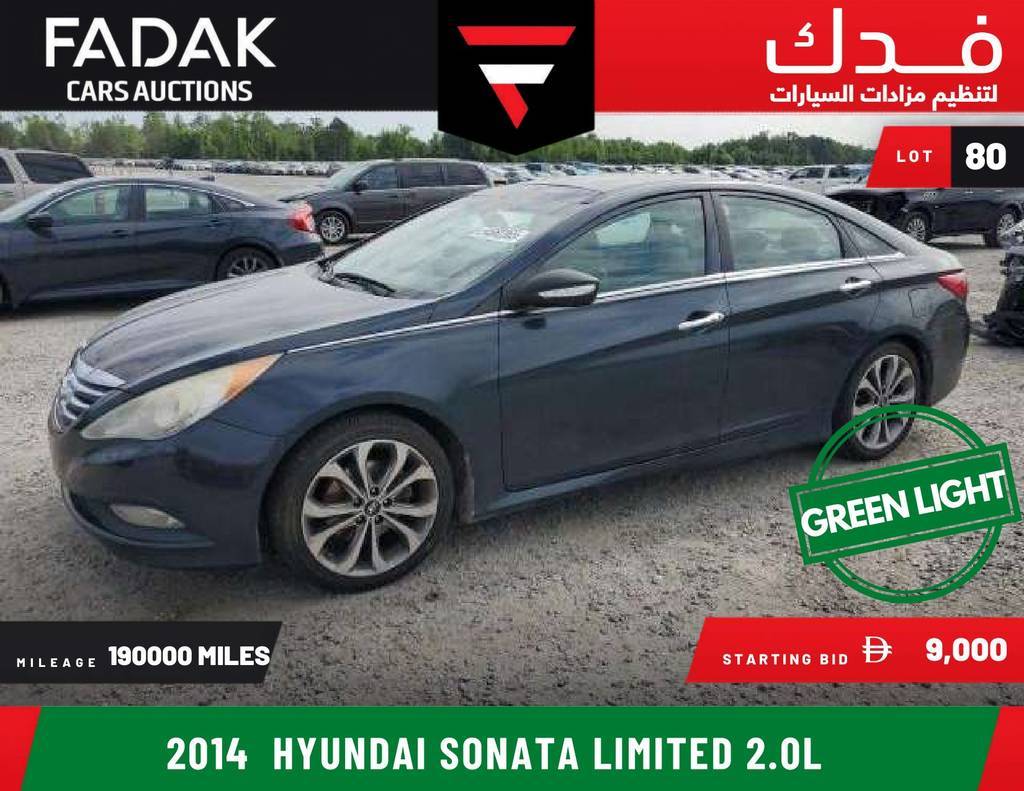 FADAK
CARS AUCTIONS
فدك
لتنظيم مزادات السيارات
LOT 80
GREEN LIGHT
MILEAGE 190000 MILES
STARTING BID 9,000
2014 HYUNDAI SONATA LIMITED 2.0L